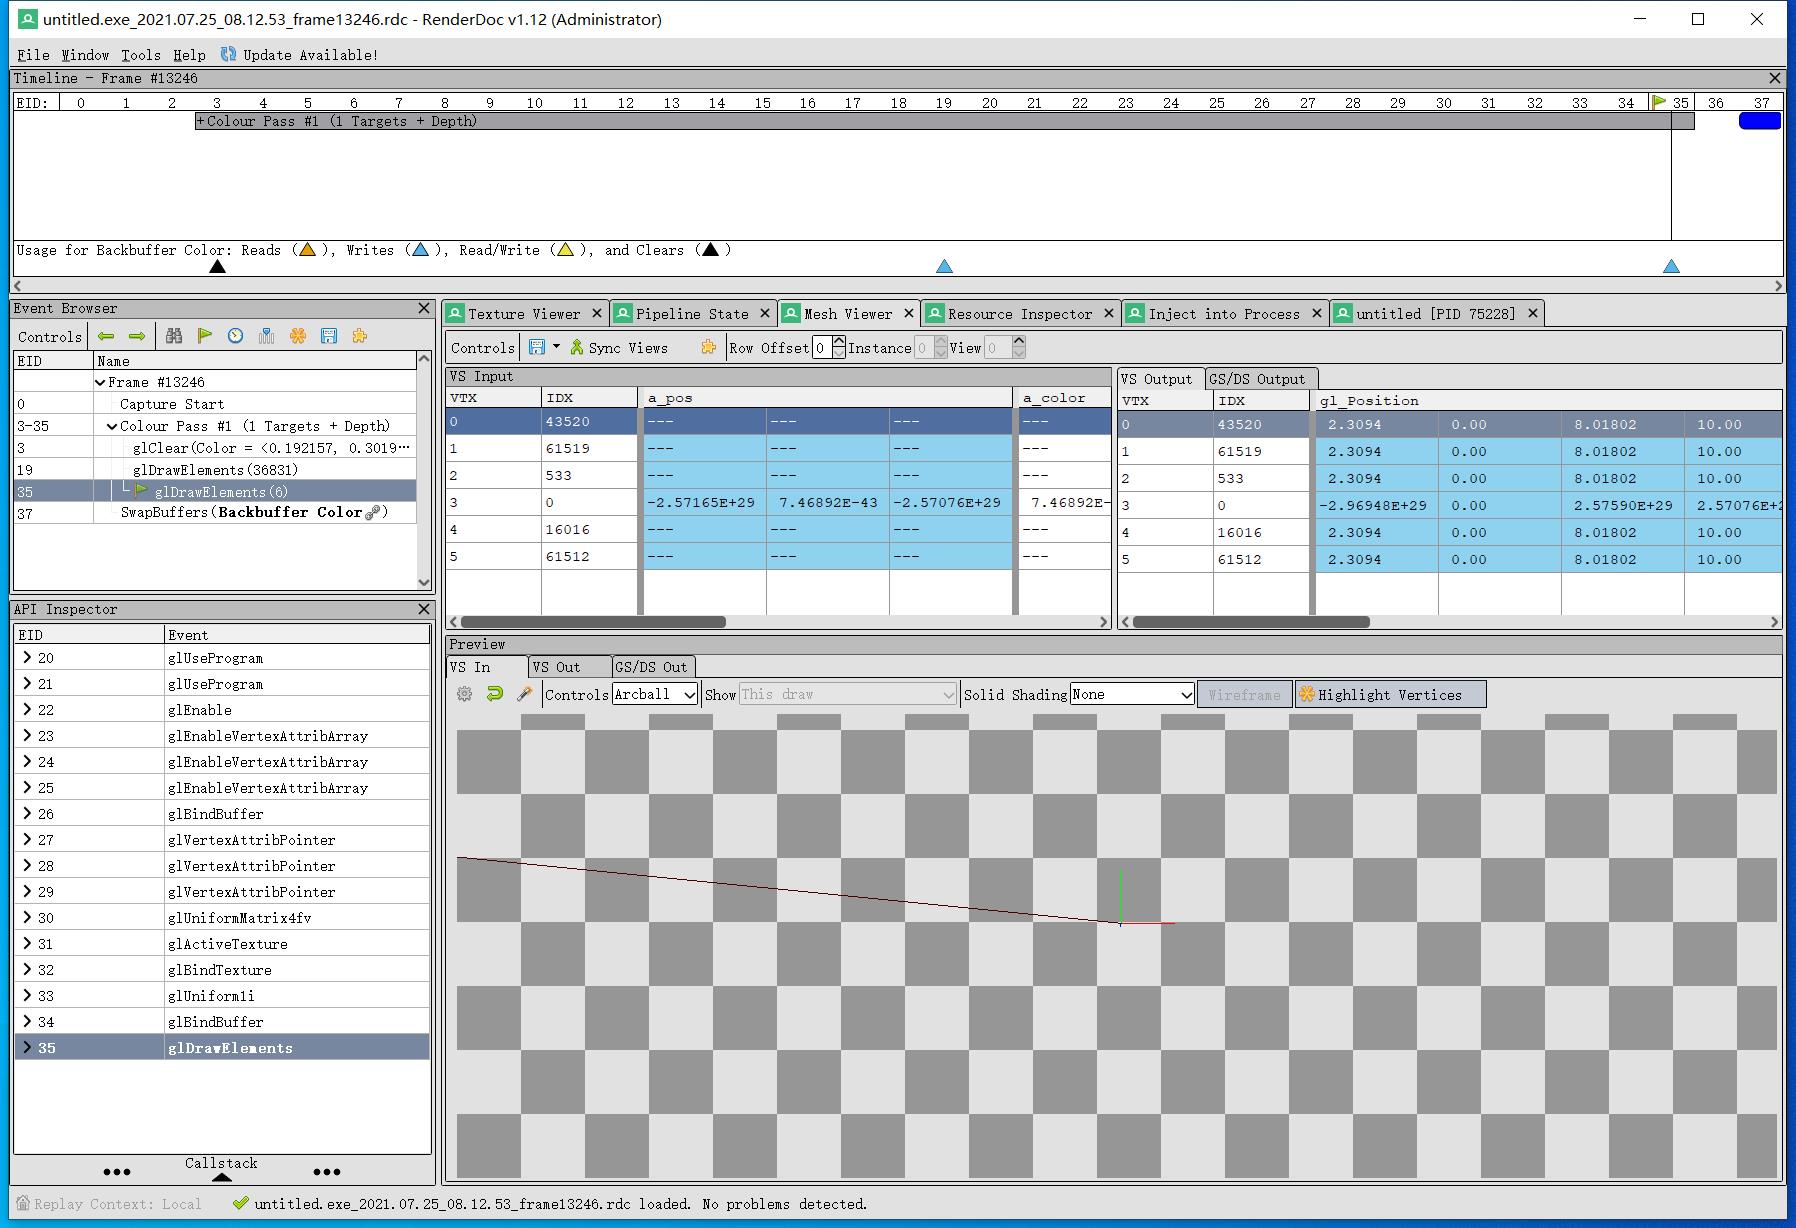 untitled.exe_2021.07.25_08.12.53_frame13246.rdc - RenderDoc v1.12 (Administrator)
File Window Tools Help Update Available!
Timeline - Frame #13246
EID: 0 1 2 3 4 5 6 7 8 9 10 11 12 13 14 15 16 17 18 19 20 21 22 23 24 25 26 27 28 29 30 31 32 33 34 35 36 37
+Colour Pass #1 (1 Targets + Depth)
Usage for Backbuffer Color: Reads ( ), Writes ( ), Read/Write ( ), and Clears ( )
Event Browser
Controls
EID Name
Frame #13246
0 Capture Start
3-35 Colour Pass #1 (1 Targets + Depth)
3 glClear(Color = <0.192157, 0.3019···
19 glDrawElements(36831)
35 glDrawElements(6)
37 SwapBuffers(Backbuffer Color )
API Inspector
EID Event
20 glUseProgram
21 glUseProgram
22 glEnable
23 glEnableVertexAttribArray
24 glEnableVertexAttribArray
25 glEnableVertexAttribArray
26 glBindBuffer
27 glVertexAttribPointer
28 glVertexAttribPointer
29 glVertexAttribPointer
30 glUniformMatrix4fv
31 glActiveTexture
32 glBindTexture
33 glUniform1i
34 glBindBuffer
35 glDrawElements
Callstack
Texture Viewer Pipeline State Mesh Viewer Resource Inspector Inject into Process untitled [PID 75228]
Controls Sync Views Row Offset 0 Instance 0 View 0
VS Input
VTX IDX a_pos a_color
0 43520 --- --- --- ---
1 61519 --- --- --- ---
2 533 --- --- --- ---
3 0 -2.57165E+29 7.46892E-43 -2.57076E+29 7.46892E-
4 16016 --- --- --- ---
5 61512 --- --- --- ---
VS Output GS/DS Output
VTX IDX gl_Position
0 43520 2.3094 0.00 8.01802 10.00
1 61519 2.3094 0.00 8.01802 10.00
2 533 2.3094 0.00 8.01802 10.00
3 0 -2.96948E+29 0.00 2.57590E+29 2.57076E+2
4 16016 2.3094 0.00 8.01802 10.00
5 61512 2.3094 0.00 8.01802 10.00
Preview
VS In VS Out GS/DS Out
Controls Arcball Show This draw Solid Shading None Wireframe Highlight Vertices
Replay Context: Local untitled.exe_2021.07.25_08.12.53_frame13246.rdc loaded. No problems detected.